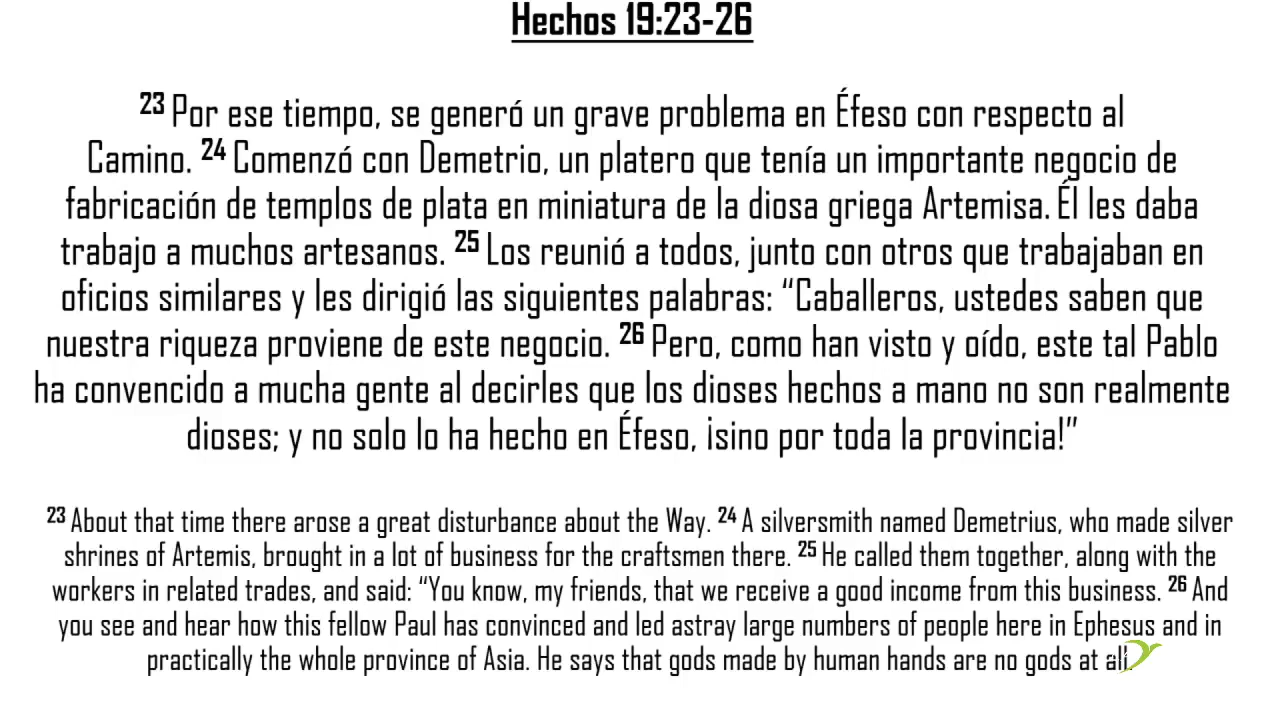 Hechos 19:23-26
23 Por ese tiempo, se generó un grave problema en Éfeso con respecto al
Camino. 24 Comenzó con Demetrio, un platero que tenía un importante negocio de
fabricación de templos de plata en miniatura de la diosa griega Artemisa. Él les daba
trabajo a muchos artesanos. 25 Los reunió a todos, junto con otros que trabajaban en
oficios similares y les dirigió las siguientes palabras: “Caballeros, ustedes saben que
nuestra riqueza proviene de este negocio. 26 Pero, como han visto y oído, este tal Pablo
ha convencido a mucha gente al decirles que los dioses hechos a mano no son realmente
dioses; y no solo lo ha hecho en Éfeso, ¡sino por toda la provincia!”
23 About that time there arose a great disturbance about the Way. 24 A silversmith named Demetrius, who made silver
shrines of Artemis, brought in a lot of business for the craftsmen there. 25 He called them together, along with the
workers in related trades, and said: “You know, my friends, that we receive a good income from this business. 26 And
you see and hear how this fellow Paul has convinced and led astray large numbers of people here in Ephesus and in
practically the whole province of Asia. He says that gods made by human hands are no gods at all.